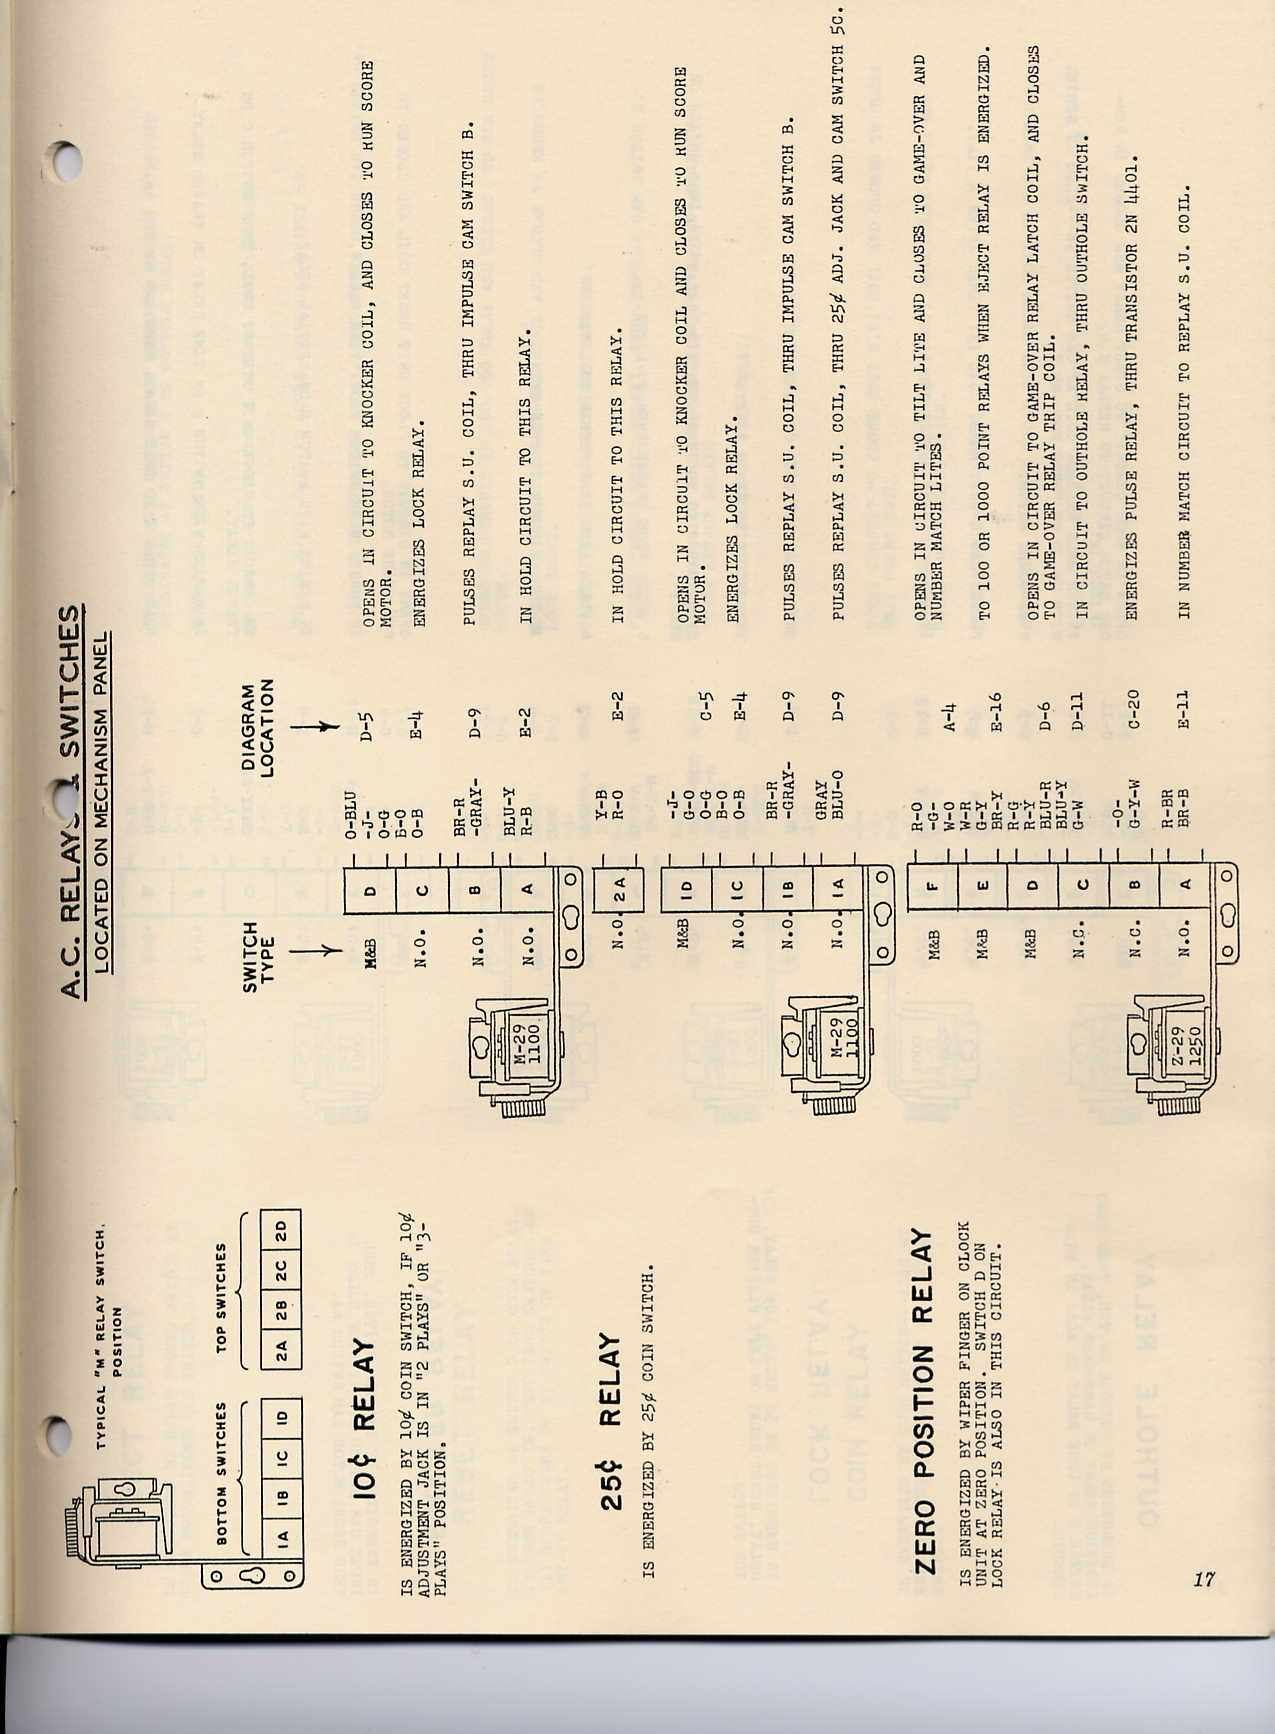 A.C. RELAYS & SWITCHES
LOCATED ON MECHANISM PANEL
TYPICAL "M" RELAY SWITCH.
POSITION
BOTTOM SWITCHES
TOP SWITCHES
1A 1B 1C 1D
2A 2B 2C 2D
SWITCH
TYPE
DIAGRAM
LOCATION
10¢ RELAY
IS ENERGIZED BY 10¢ COIN SWITCH, IF 10¢
ADJUSTMENT JACK IS IN "2 PLAYS" OR "3-
PLAYS" POSITION.
M-29
1100
M&B D O-BLU
-J-
O-G D-5 OPENS IN CIRCUIT TO KNOCKER COIL, AND CLOSES TO RUN SCORE
MOTOR.
N.O. C B-O
O-B E-4 ENERGIZES LOCK RELAY.
N.O. B BR-R
-GRAY- D-9 PULSES REPLAY S.U. COIL, THRU IMPULSE CAM SWITCH B.
N.O. A BLU-Y
R-B E-2 IN HOLD CIRCUIT TO THIS RELAY.
25¢ RELAY
IS ENERGIZED BY 25¢ COIN SWITCH.
M-29
1100
N.O. 2A Y-B
R-O E-2 IN HOLD CIRCUIT TO THIS RELAY.
M&B 1D -J-
G-O
O-G C-5 OPENS IN CIRCUIT TO KNOCKER COIL AND CLOSES TO RUN SCORE
MOTOR.
N.O. 1C B-O
O-B E-4 ENERGIZES LOCK RELAY.
N.O. 1B BR-R
-GRAY- D-9 PULSES REPLAY S.U. COIL, THRU IMPULSE CAM SWITCH B.
N.O. 1A GRAY
BLU-O D-9 PULSES REPLAY S.U. COIL, THRU 25¢ ADJ. JACK AND CAM SWITCH 5C.
ZERO POSITION RELAY
IS ENERGIZED BY WIPER FINGER ON CLOCK
UNIT AT ZERO POSITION. SWITCH D ON
LOCK RELAY IS ALSO IN THIS CIRCUIT.
Z-29
1250
M&B F R-O
-G-
W-O A-4 OPENS IN CIRCUIT TO TILT LITE AND CLOSES TO GAME-OVER AND
NUMBER MATCH LITES.
M&B E W-R
G-Y
BR-Y E-16 TO 100 OR 1000 POINT RELAYS WHEN EJECT RELAY IS ENERGIZED.
M&B D R-G
R-Y
BLU-R D-6 OPENS IN CIRCUIT TO GAME-OVER RELAY LATCH COIL, AND CLOSES
TO GAME-OVER RELAY TRIP COIL.
N.C. C BLU-Y
G-W D-11 IN CIRCUIT TO OUTHOLE RELAY, THRU OUTHOLE SWITCH.
N.C. B -O-
G-Y-W C-20 ENERGIZES PULSE RELAY, THRU TRANSISTOR 2N 4401.
N.O. A R-BR
BR-B E-11 IN NUMBER MATCH CIRCUIT TO REPLAY S.U. COIL.
17